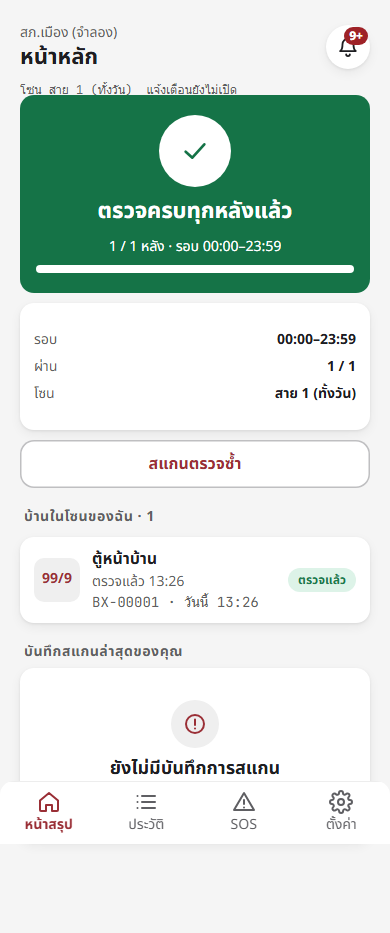 สภ.เมือง (จำลอง)
หน้าหลัก
9+
โซน สาย 1 (ทั้งวัน) แจ้งเตือนยังไม่เปิด
ตรวจครบทุกหลังแล้ว
1 / 1 หลัง · รอบ 00:00–23:59
รอบ 00:00–23:59
ผ่าน 1 / 1
โซน สาย 1 (ทั้งวัน)
สแกนตรวจซ้ำ
บ้านในโซนของฉัน · 1
99/9
ตู้หน้าบ้าน
ตรวจแล้ว 13:26
BX-00001 · วันนี้ 13:26
ตรวจแล้ว
บันทึกสแกนล่าสุดของคุณ
ยังไม่มีบันทึกการสแกน
หน้าสรุป ประวัติ SOS ตั้งค่า